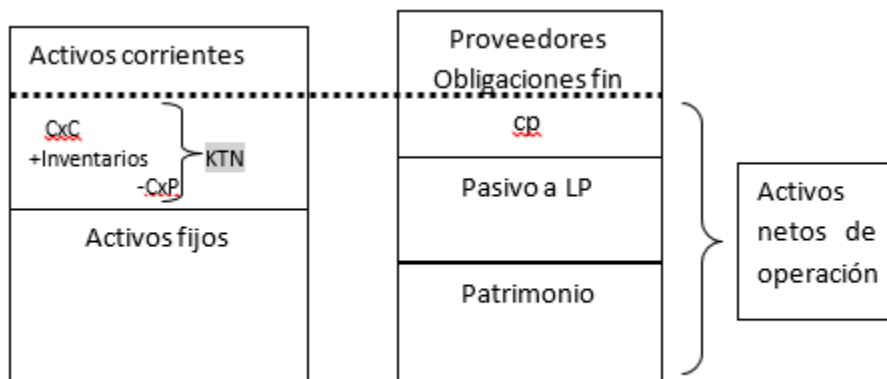 Activos corrientes
CxC
+Inventarios
-CxP
KTN
Activos fijos
Proveedores
Obligaciones fin
cp
Pasivo a LP
Patrimonio
Activos
netos de
operación